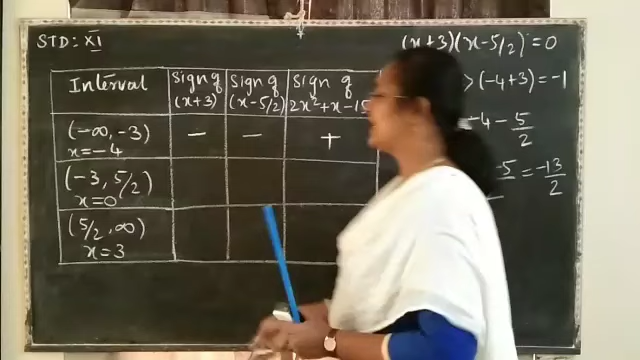 STD: XI
(x+3)(x-5/2) = 0
Interval
Sign of (x+3)
Sign of (x-5/2)
Sign of 2x²+x-15
> (-4+3) = -1
(-∞, -3)
x=-4
−
−
+
-4 - 5/2
(-3, 5/2)
x=0
-5 = -13/2
(5/2, ∞)
x=3